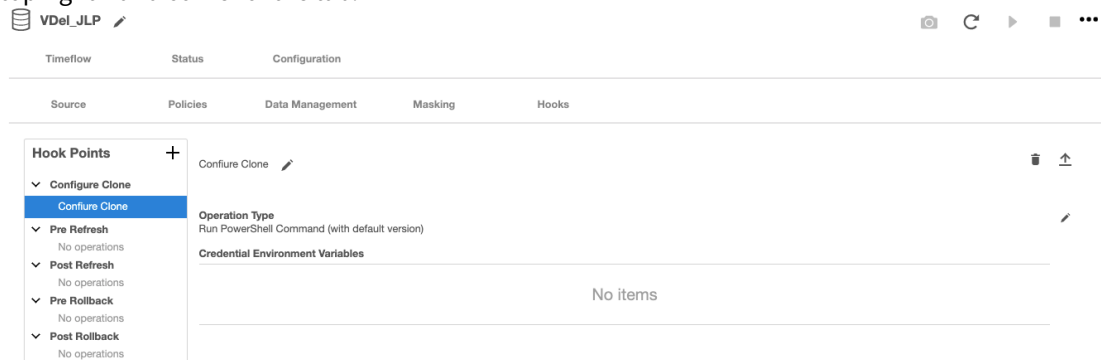 VDel_JLP
Timeflow Status Configuration
Source Policies Data Management Masking Hooks
Hook Points
Configure Clone
Confiure Clone
Pre Refresh
No operations
Post Refresh
No operations
Pre Rollback
No operations
Post Rollback
No operations
Confiure Clone
Operation Type
Run PowerShell Command (with default version)
Credential Environment Variables
No items